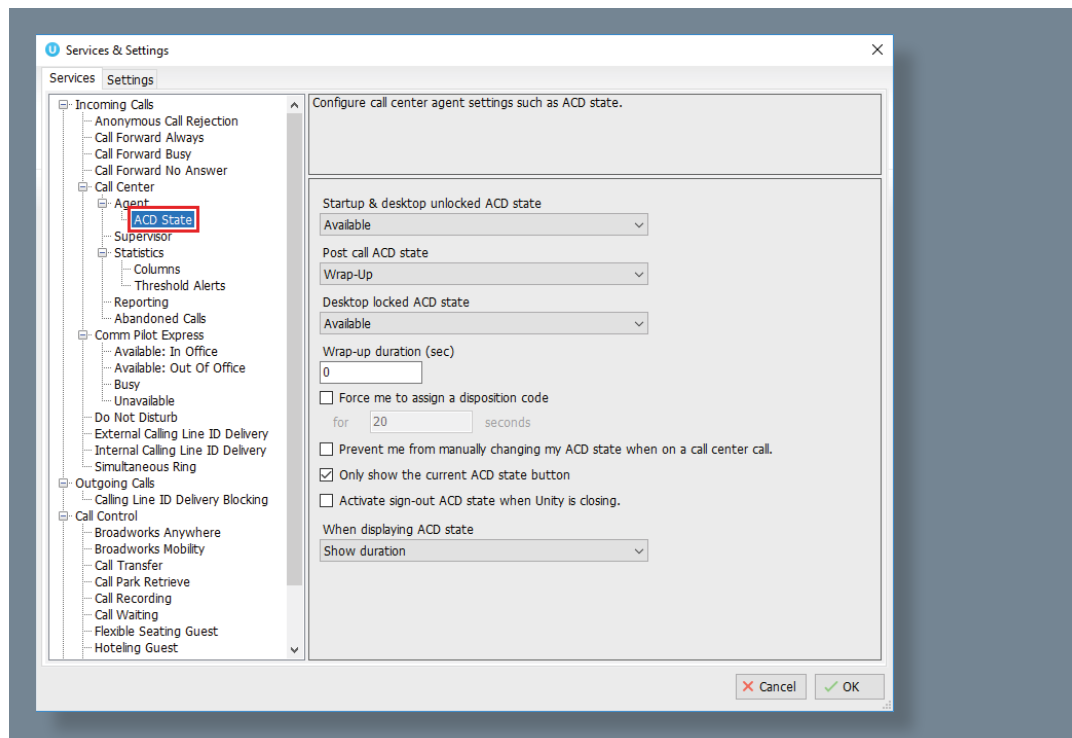 Services & Settings
Services Settings
Incoming Calls
Anonymous Call Rejection
Call Forward Always
Call Forward Busy
Call Forward No Answer
Call Center
Agent
ACD State
Supervisor
Statistics
Columns
Threshold Alerts
Reporting
Abandoned Calls
Comm Pilot Express
Available: In Office
Available: Out Of Office
Busy
Unavailable
Do Not Disturb
External Calling Line ID Delivery
Internal Calling Line ID Delivery
Simultaneous Ring
Outgoing Calls
Calling Line ID Delivery Blocking
Call Control
Broadworks Anywhere
Broadworks Mobility
Call Transfer
Call Park Retrieve
Call Recording
Call Waiting
Flexible Seating Guest
Hoteling Guest
Configure call center agent settings such as ACD state.
Startup & desktop unlocked ACD state
Available
Post call ACD state
Wrap-Up
Desktop locked ACD state
Available
Wrap-up duration (sec)
0
Force me to assign a disposition code
for 20 seconds
Prevent me from manually changing my ACD state when on a call center call.
Only show the current ACD state button
Activate sign-out ACD state when Unity is closing.
When displaying ACD state
Show duration
Cancel OK